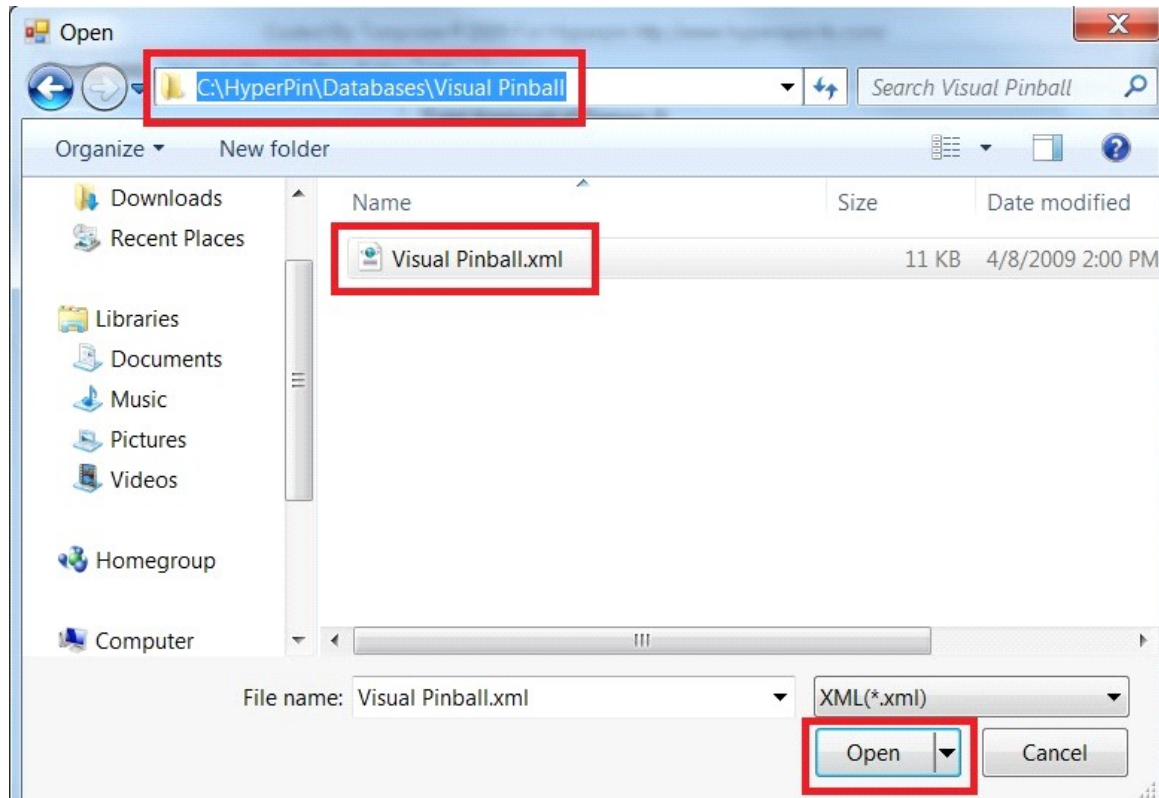 Open
C:\HyperPin\Databases\Visual Pinball
Search Visual Pinball
Organize
New folder
Downloads
Recent Places
Libraries
Documents
Music
Pictures
Videos
Homegroup
Computer
Name
Size
Date modified
Visual Pinball.xml
11 KB
4/8/2009 2:00 PM
File name:
Visual Pinball.xml
XML(*.xml)
Open
Cancel